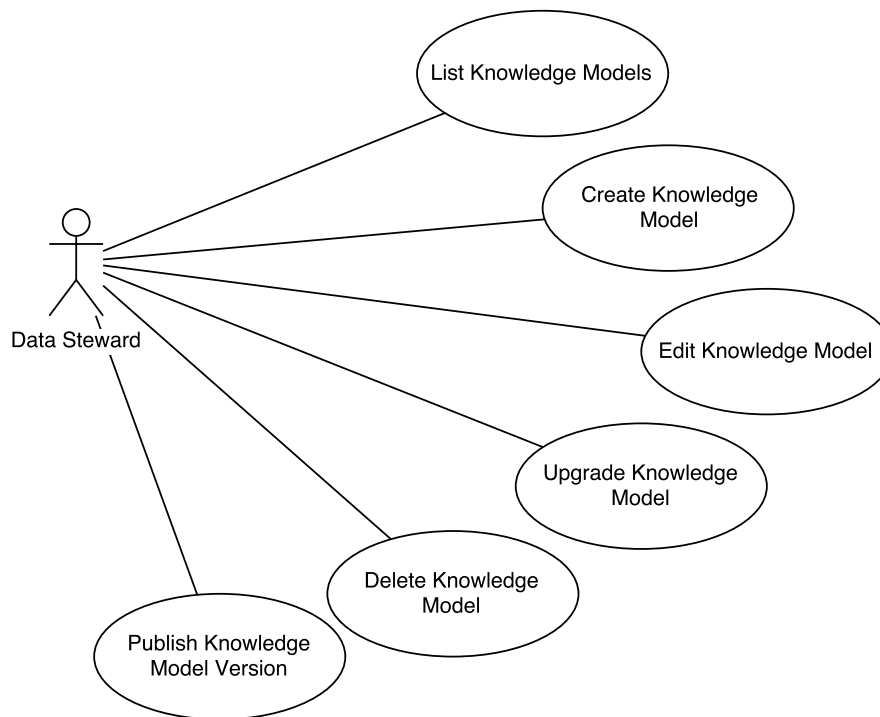 List Knowledge Models
Create Knowledge
Model
Data Steward
Edit Knowledge Model
Upgrade Knowledge
Model
Delete Knowledge
Model
Publish Knowledge
Model Version